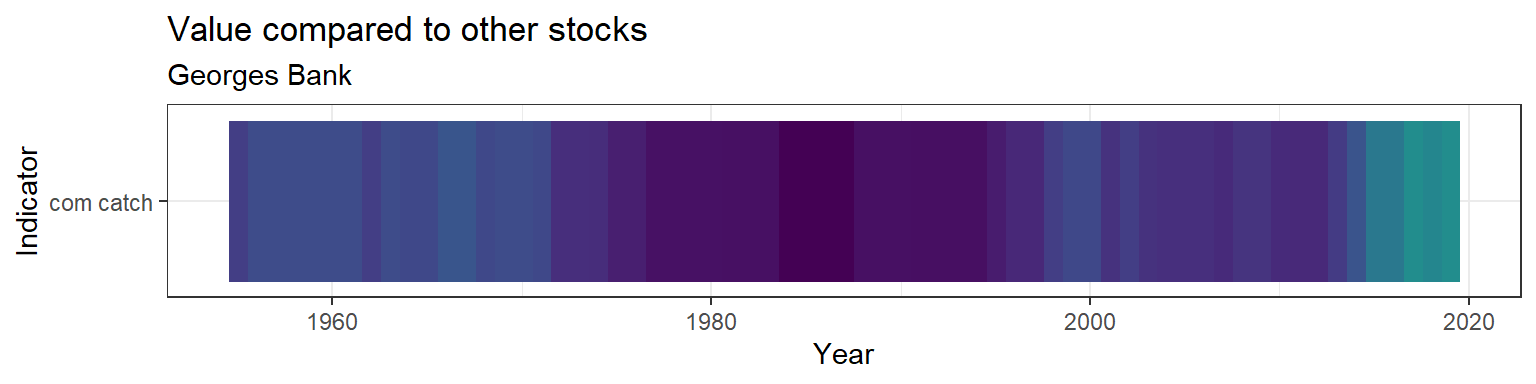 Value compared to other stocks
Georges Bank
Indicator
com catch
1960 1980 2000 2020
Year